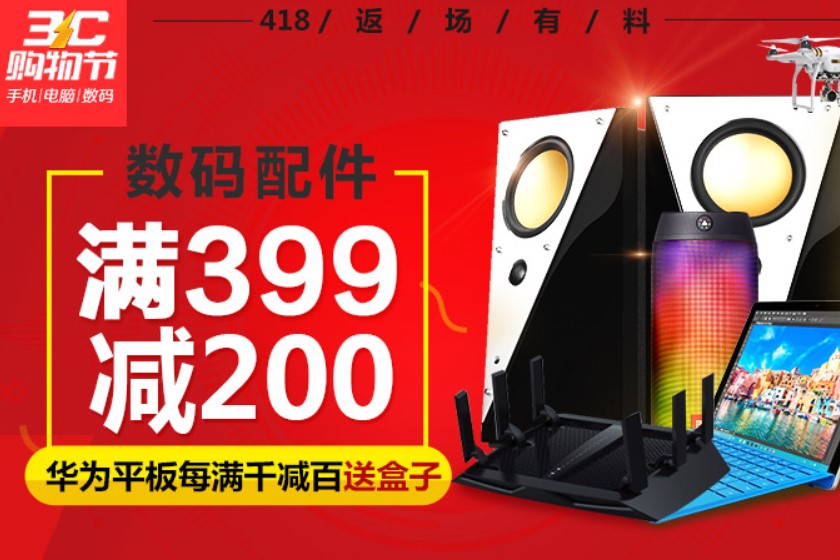 3C
购物节
手机|电脑|数码
418/返/场/有/料
数码配件
满399
减200
华为平板每满千减百送盒子